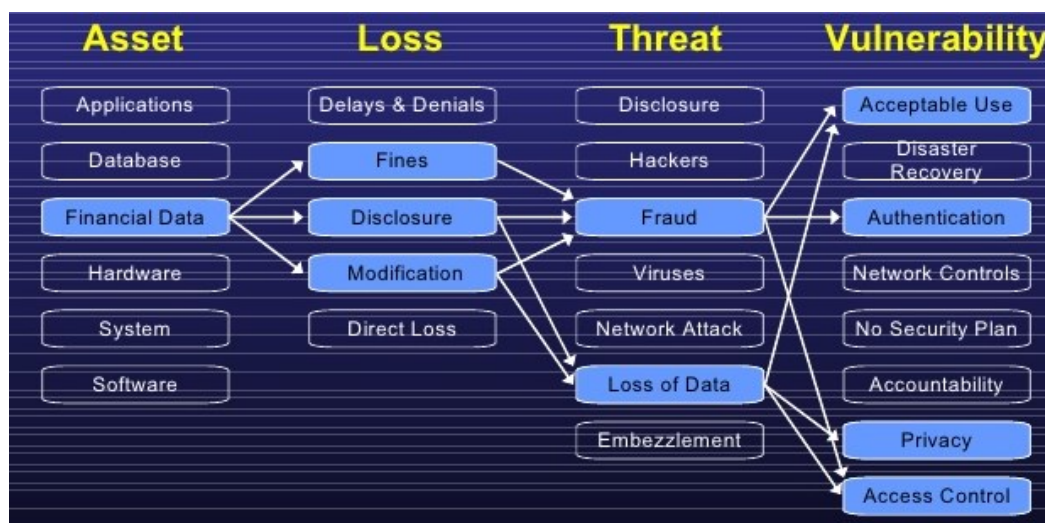 Asset Loss Threat Vulnerability
Applications Delays & Denials Disclosure Acceptable Use
Database Fines Hackers Disaster
Recovery
Financial Data Disclosure Fraud Authentication
Hardware Modification Viruses Network Controls
System Direct Loss Network Attack No Security Plan
Software Loss of Data Accountability
Embezzlement Privacy
Access Control